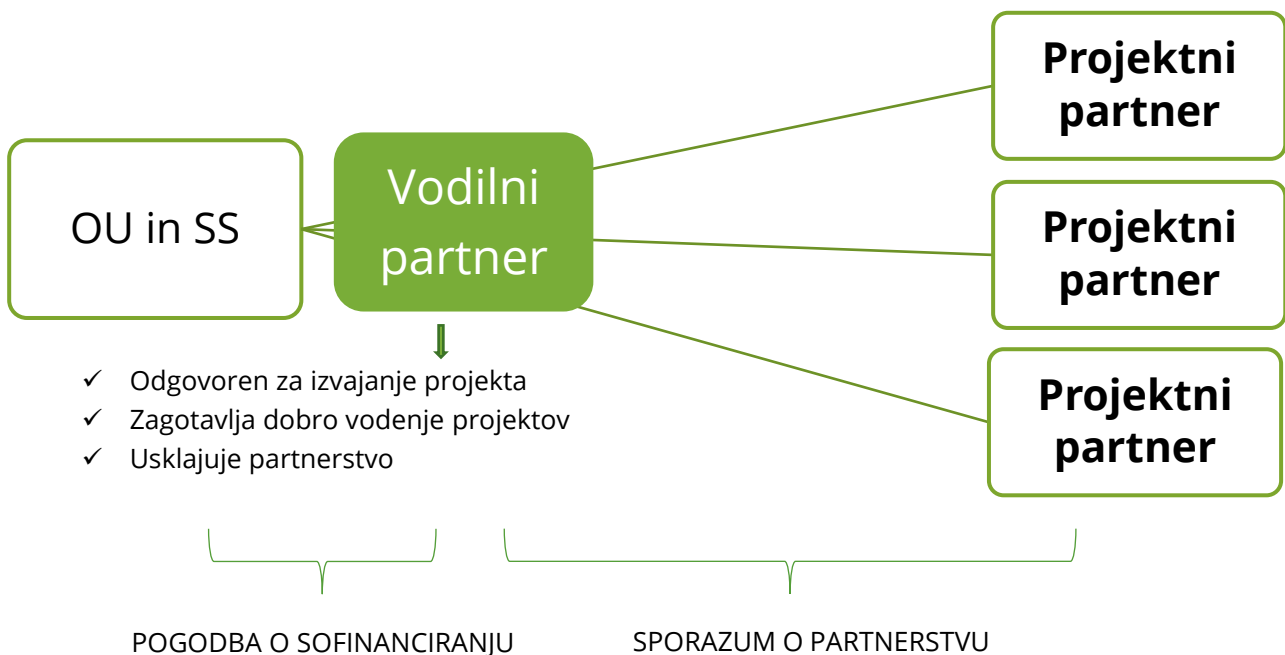 OU in SS
Vodilni
partner
Projektni
partner
Projektni
partner
Projektni
partner
Odgovoren za izvajanje projekta
Zagotavlja dobro vodenje projektov
Usklajuje partnerstvo
POGODBA O SOFINANCIRANJU
SPORAZUM O PARTNERSTVU